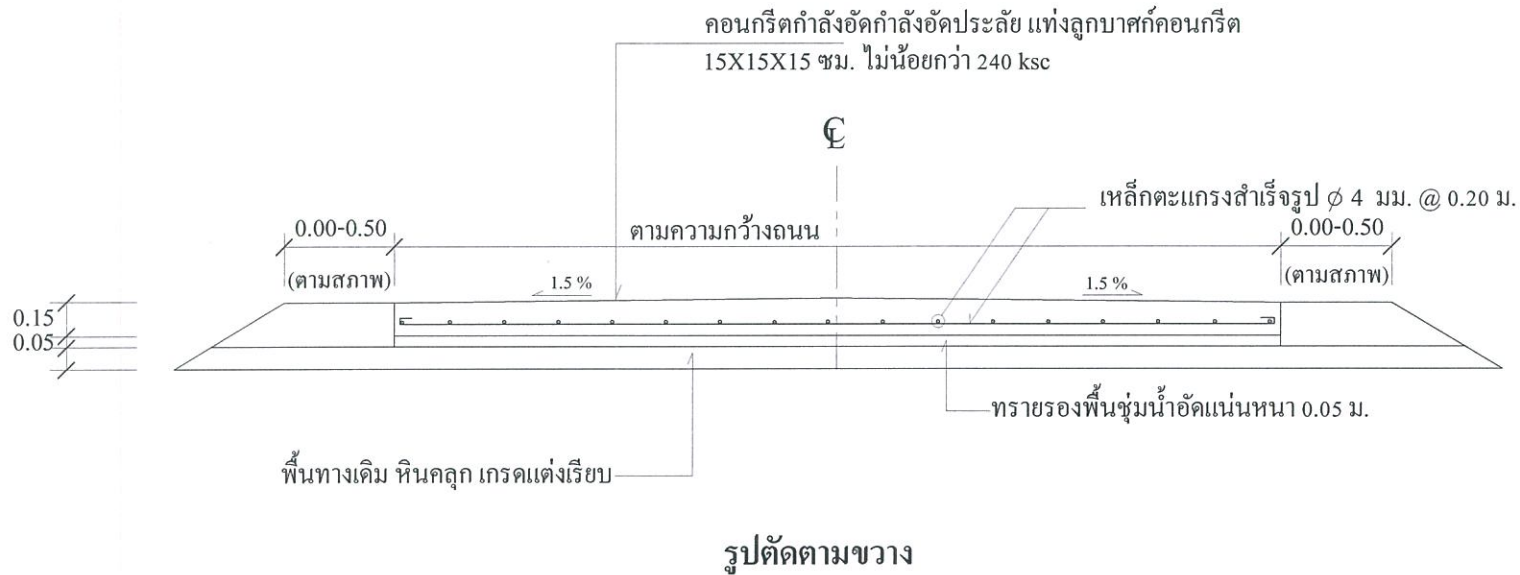 คอนกรีตกำลังอัดกำลังอัดประลัย แท่งลูกบาศก์คอนกรีต
15X15X15 ซม. ไม่น้อยกว่า 240 ksc
℄
เหล็กตะแกรงสำเร็จรูป ⌀ 4 มม. @ 0.20 ม.
0.00-0.50
ตามความกว้างถนน
0.00-0.50
(ตามสภาพ)
1.5 %
1.5 %
(ตามสภาพ)
0.15
0.05
ทรายรองพื้นชุ่มน้ำอัดแน่นหนา 0.05 ม.
พื้นทางเดิม หินคลุก เกรดแต่งเรียบ
รูปตัดตามขวาง